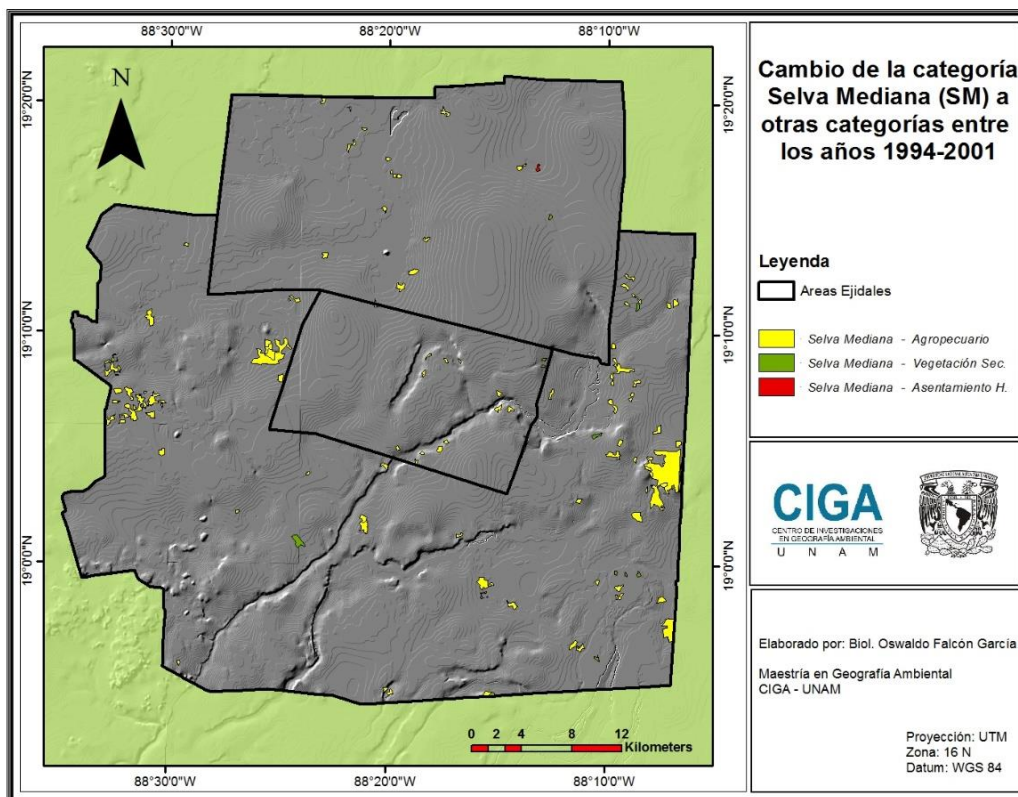 Cambio de la categoría
Selva Mediana (SM) a
otras categorías entre
los años 1994-2001
Leyenda
Areas Ejidales
Selva Mediana - Agropecuario
Selva Mediana - Vegetación Sec.
Selva Mediana - Asentamiento H.
CIGA
CENTRO DE INVESTIGACIONES
EN GEOGRAFÍA AMBIENTAL
UNAM
Elaborado por: Biol. Oswaldo Falcón García
Maestría en Geografía Ambiental
CIGA - UNAM
Proyección: UTM
Zona: 16 N
Datum: WGS 84
88°30'0"W 88°20'0"W 88°10'0"W
N
19°20'0"N 19°20'0"N
19°10'0"N 19°10'0"N
19°0'0"N 19°0'0"N
0 2 4 8 12
Kilometers
88°30'0"W 88°20'0"W 88°10'0"W